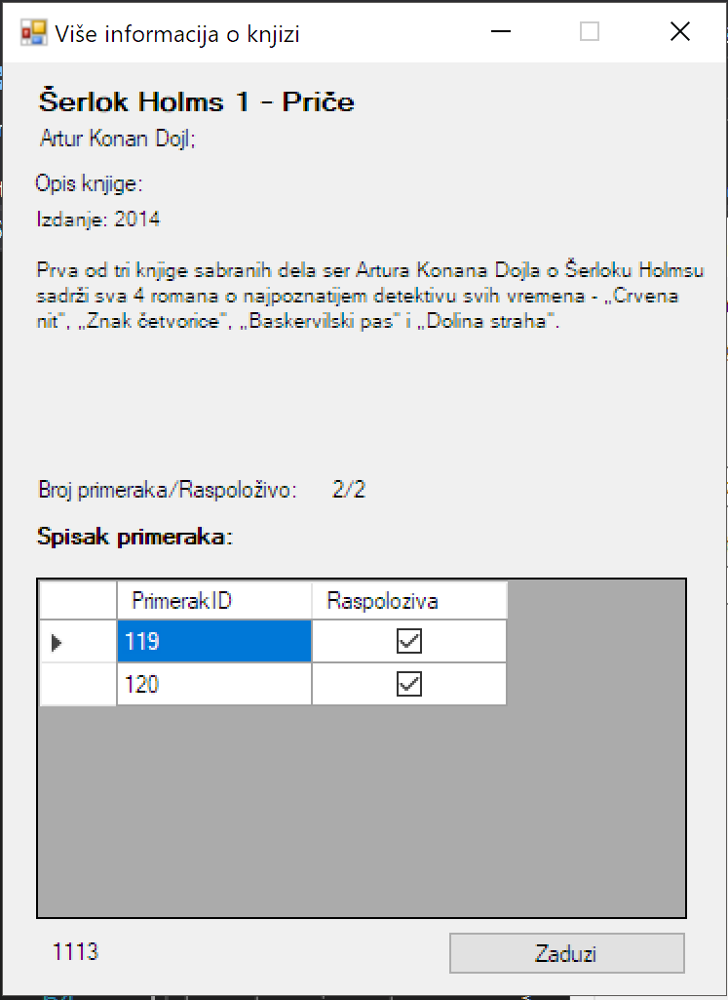 Više informacija o knjizi
Šerlok Holms 1 - Priče
Artur Konan Dojl;
Opis knjige:
Izdanje: 2014
Prva od tri knjige sabranih dela ser Artura Konana Dojla o Šerloku Holmsu
sadrži sva 4 romana o najpoznatijem detektivu svih vremena - „Crvena
nit“, „Znak četvorice“, „Baskervilski pas“ i „Dolina straha“.
Broj primeraka/Raspoloživo: 2/2
Spisak primeraka:
PrimerakID Raspoloziva
119
120
1113 Zaduzi